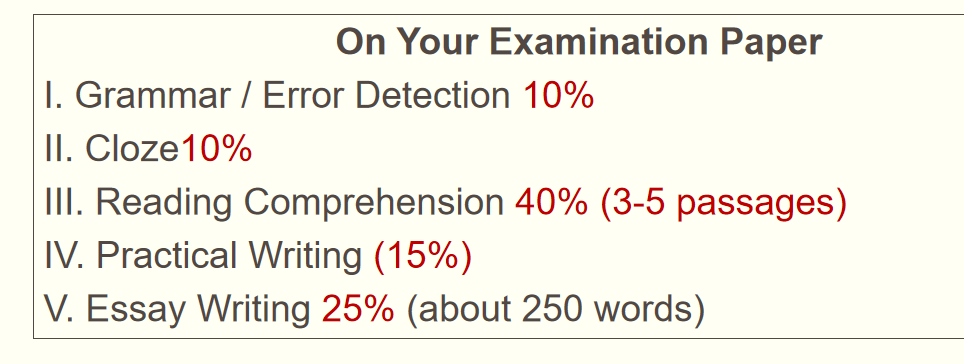 On Your Examination Paper
I. Grammar / Error Detection 10%
II. Cloze10%
III. Reading Comprehension 40% (3-5 passages)
IV. Practical Writing (15%)
V. Essay Writing 25% (about 250 words)